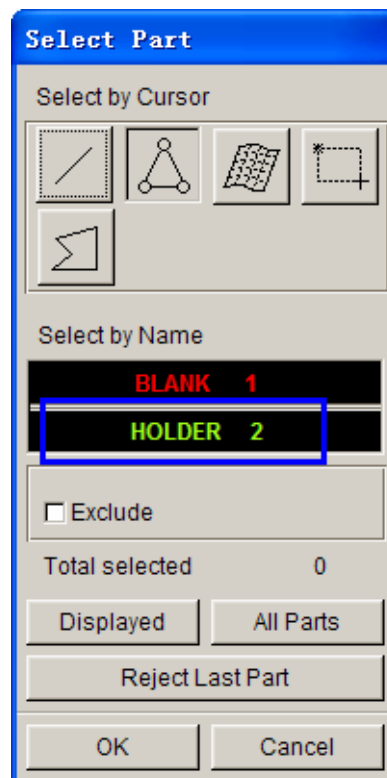 Select Part
Select by Cursor
Select by Name
BLANK 1
HOLDER 2
Exclude
Total selected 0
Displayed All Parts
Reject Last Part
OK Cancel